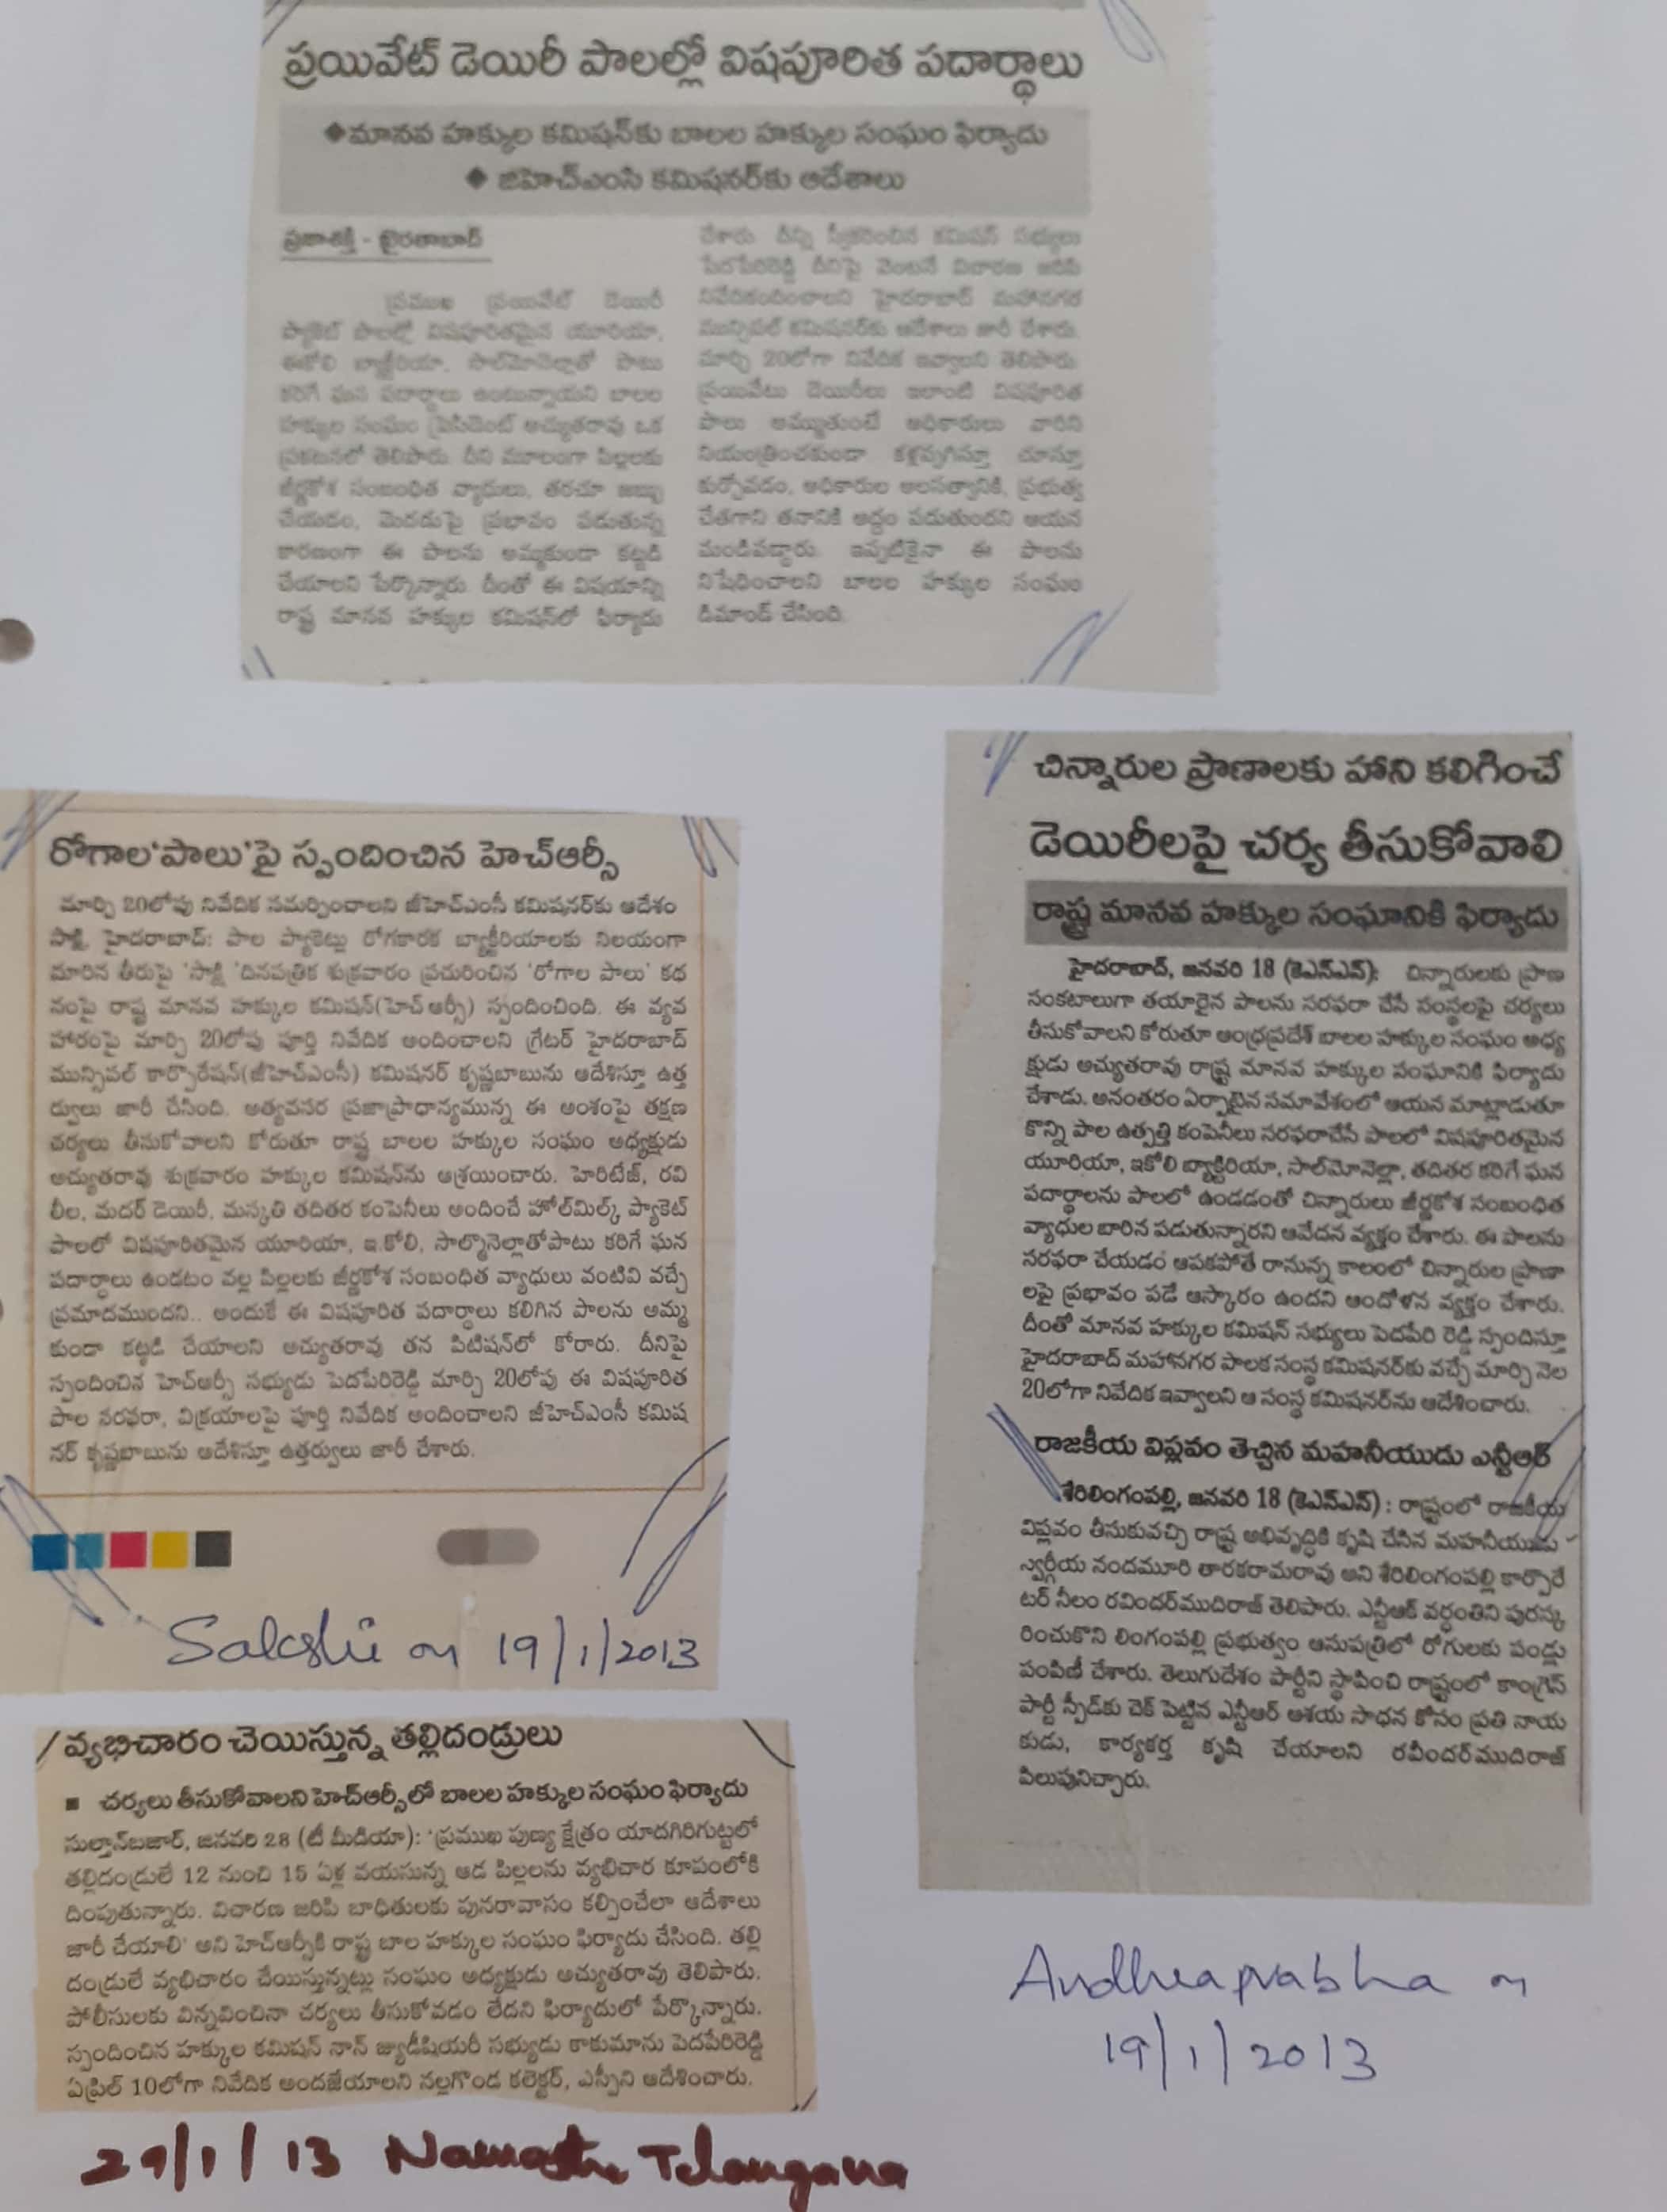 ప్రయివేట్ డెయిరీ పాలల్లో విషపూరిత పదార్థాలు
◆మానవ హక్కుల కమిషన్‌కు బాలల హక్కుల సంఘం ఫిర్యాదు
◆ జిహెచ్‌ఎంసి కమిషనర్‌కు ఆదేశాలు
ప్రజాశక్తి - ఖైరతాబాద్
ప్రముఖ ప్రయివేట్ డెయిరీ
ప్యాకెట్ పాలల్లో విషపూరితమైన యూరియా,
ఈకోలి బ్యాక్టీరియా, సాల్‌మోనెల్లాతో పాటు
కరిగే ఘన పదార్థాలు ఉంటున్నాయని బాలల
హక్కుల సంఘం ప్రెసిడెంట్ అచ్యుతరావు ఒక
ప్రకటనలో తెలిపారు. దీని మూలంగా పిల్లలకు
జీర్ణకోశ సంబంధిత వ్యాధులు, తరచూ జబ్బు
చేయడం, మెదడుపై ప్రభావం పడుతున్న
కారణంగా ఈ పాలను అమ్మకుండా కట్టడి
చేయాలని పేర్కొన్నారు. దీంతో ఈ విషయాన్ని
రాష్ట్ర మానవ హక్కుల కమిషన్‌లో ఫిర్యాదు
చేశారు. దీన్ని స్వీకరించిన కమిషన్ సభ్యులు
పేదపేరిరెడ్డి దీనిపై వెంటనే విచారణ జరిపి
నివేదికందించాలని హైదరాబాద్ మహానగర
మున్సిపల్ కమిషనర్‌కు ఆదేశాలు జారీ చేశారు.
మార్చి 20లోగా నివేదిక ఇవ్వాలని తెలిపారు.
ప్రయివేటు డెయిరీలు ఇలాంటి విషపూరిత
పాలు అమ్ముతుంటే అధికారులు వారిని
నియంత్రించకుండా కళ్లప్పగిస్తూ చూస్తూ
కుర్చోవడం, అధికారుల అలసత్వానికి, ప్రభుత్వ
చేతగాని తనానికి అద్దం పడుతుందని ఆయన
మండిపడ్డారు. ఇప్పటికైనా ఈ పాలను
నిషేధించాలని బాలల హక్కుల సంఘం
డిమాండ్ చేసింది.
రోగాల‘పాలు’పై స్పందించిన హెచ్‌ఆర్సీ
మార్చి 20లోపు నివేదిక సమర్పించాలని జీహెచ్‌ఎంసీ కమిషనర్‌కు ఆదేశం
సాక్షి, హైదరాబాద్: పాల ప్యాకెట్లు రోగకారక బ్యాక్టీరియాలకు నిలయంగా
మారిన తీరుపై ‘సాక్షి ’దినపత్రిక శుక్రవారం ప్రచురించిన ‘రోగాల పాలు’ కథ
నంపై రాష్ట్ర మానవ హక్కుల కమిషన్(హెచ్ ఆర్సీ) స్పందించింది. ఈ వ్యవ
హారంపై మార్చి 20లోపు పూర్తి నివేదిక అందించాలని గ్రేటర్ హైదరాబాద్
మున్సిపల్ కార్పొరేషన్(జీహెచ్‌ఎంసీ) కమిషనర్ కృష్ణబాబును ఆదేశిస్తూ ఉత్త
ర్వులు జారీ చేసింది. అత్యవసర ప్రజాప్రాధాన్యమున్న ఈ అంశంపై తక్షణ
చర్యలు తీసుకోవాలని కోరుతూ రాష్ట్ర బాలల హక్కుల సంఘం అధ్యక్షుడు
అచ్యుతరావు శుక్రవారం హక్కుల కమిషన్‌ను ఆశ్రయించారు. హెరిటేజ్, రవి
లీల, మదర్ డెయిరీ, మస్కతి తదితర కంపెనీలు అందించే హోల్‌మిల్క్ ప్యాకెట్
పాలలో విషపూరితమైన యూరియా, ఇ.కోలి, సాల్మొనెల్లాతోపాటు కరిగే ఘన
పదార్థాలు ఉండటం వల్ల పిల్లలకు జీర్ణకోశ సంబంధిత వ్యాధులు వంటివి వచ్చే
ప్రమాదముందని.. అందుకే ఈ విషపూరిత పదార్థాలు కలిగిన పాలను అమ్మ
కుండా కట్టడి చేయాలని అచ్యుతరావు తన పిటిషన్‌లో కోరారు. దీనిపై
స్పందించిన హెచ్‌ఆర్సీ సభ్యుడు పెదపేరిరెడ్డి మార్చి 20లోపు ఈ విషపూరిత
పాల సరఫరా, విక్రయాలపై పూర్తి నివేదిక అందించాలని జీహెచ్‌ఎంసీ కమిష
నర్ కృష్ణబాబును ఆదేశిస్తూ ఉత్తర్వులు జారీ చేశారు.
Sakshi on 19/1/2013
వ్యభిచారం చేయిస్తున్న తల్లిదండ్రులు
■ చర్యలు తీసుకోవాలని హెచ్‌ఆర్సీలో బాలల హక్కుల సంఘం ఫిర్యాదు
సుల్తాన్‌బజార్, జనవరి 28 (టీ మీడియా): ‘ప్రముఖ పుణ్య క్షేత్రం యాదగిరిగుట్టలో
తల్లిదండ్రులే 12 నుంచి 15 ఏళ్ల వయసున్న ఆడ పిల్లలను వ్యభిచార కూపంలోకి
దింపుతున్నారు. విచారణ జరిపి బాధితులకు పునరావాసం కల్పించేలా ఆదేశాలు
జారీ చేయాలి’ అని హెచ్‌ఆర్సీకి రాష్ట్ర బాల హక్కుల సంఘం ఫిర్యాదు చేసింది. తల్లి
దండ్రులే వ్యభిచారం చేయిస్తున్నట్లు సంఘం అధ్యక్షుడు అచ్యుతరావు తెలిపారు.
పోలీసులకు విన్నవించినా చర్యలు తీసుకోవడం లేదని ఫిర్యాదులో పేర్కొన్నారు.
స్పందించిన హక్కుల కమిషన్ నాన్ జ్యుడీషియరీ సభ్యుడు కాకుమాను పెదపేరిరెడ్డి
ఏప్రిల్ 10లోగా నివేదిక అందజేయాలని నల్లగొండ కలెక్టర్, ఎస్పీని ఆదేశించారు.
29/1/13 Namasthe Telangana
చిన్నారుల ప్రాణాలకు హాని కలిగించే
డెయిరీలపై చర్య తీసుకోవాలి
రాష్ట్ర మానవ హక్కుల సంఘానికి ఫిర్యాదు
హైదరాబాద్, జనవరి 18 (కెఎన్ఎన్): చిన్నారులకు ప్రాణ
సంకటాలుగా తయారైన పాలను సరఫరా చేసే సంస్థలపై చర్యలు
తీసుకోవాలని కోరుతూ ఆంధ్రప్రదేశ్ బాలల హక్కుల సంఘం అధ్య
క్షుడు అచ్యుతరావు రాష్ట్ర మానవ హక్కుల సంఘానికి ఫిర్యాదు
చేశాడు. అనంతరం ఏర్పాటైన సమావేశంలో ఆయన మాట్లాడుతూ
కొన్ని పాల ఉత్పత్తి కంపెనీలు సరఫరాచేసే పాలలో విషపూరితమైన
యూరియా, ఇకోలి బ్యాక్టిరియా, సాల్‌మోనెల్లా, తదితర కరిగే ఘన
పదార్థాలను పాలలో ఉండడంతో చిన్నారులు జీర్ణకోశ సంబంధిత
వ్యాధుల బారిన పడుతున్నారని ఆవేదన వ్యక్తం చేశారు. ఈ పాలను
సరఫరా చేయడం ఆపకపోతే రానున్న కాలంలో చిన్నారుల ప్రాణా
లపై ప్రభావం పడే ఆస్కారం ఉందని ఆందోళన వ్యక్తం చేశారు.
దీంతో మానవ హక్కుల కమిషన్ సభ్యులు పెదపేరి రెడ్డి స్పందిస్తూ
హైదరాబాద్ మహానగర పాలక సంస్థ కమిషనర్‌కు వచ్చే మార్చి నెల
20లోగా నివేదిక ఇవ్వాలని ఆ సంస్థ కమిషనర్‌ను ఆదేశించారు.
రాజకీయ విప్లవం తెచ్చిన మహనీయుడు ఎన్టీఆర్
శేరిలింగంపల్లి, జనవరి 18 (కెఎన్ఎన్) : రాష్ట్రంలో రాజకీయ
విప్లవం తీసుకువచ్చి రాష్ట్ర అభివృద్ధికి కృషి చేసిన మహనీయుడు
స్వర్గీయ నందమూరి తారకరామరావు అని శేరిలింగంపల్లి కార్పొరే
టర్ నీలం రవిందర్‌ముదిరాజ్ తెలిపారు. ఎన్టీఆర్ వర్ధంతిని పురస్క
రించుకొని లింగంపల్లి ప్రభుత్వం ఆసుపత్రిలో రోగులకు పండ్లు
పంపిణీ చేశారు. తెలుగుదేశం పార్టీని స్థాపించి రాష్ట్రంలో కాంగ్రెస్
పార్టీ స్పీడ్‌కు చెక్ పెట్టిన ఎన్టీఆర్ ఆశయ సాధన కోసం ప్రతి నాయ
కుడు, కార్యకర్త కృషి చేయాలని రవీందర్‌ముదిరాజ్
పిలుపునిచ్చారు.
Andhraprabha on
19/1/2013